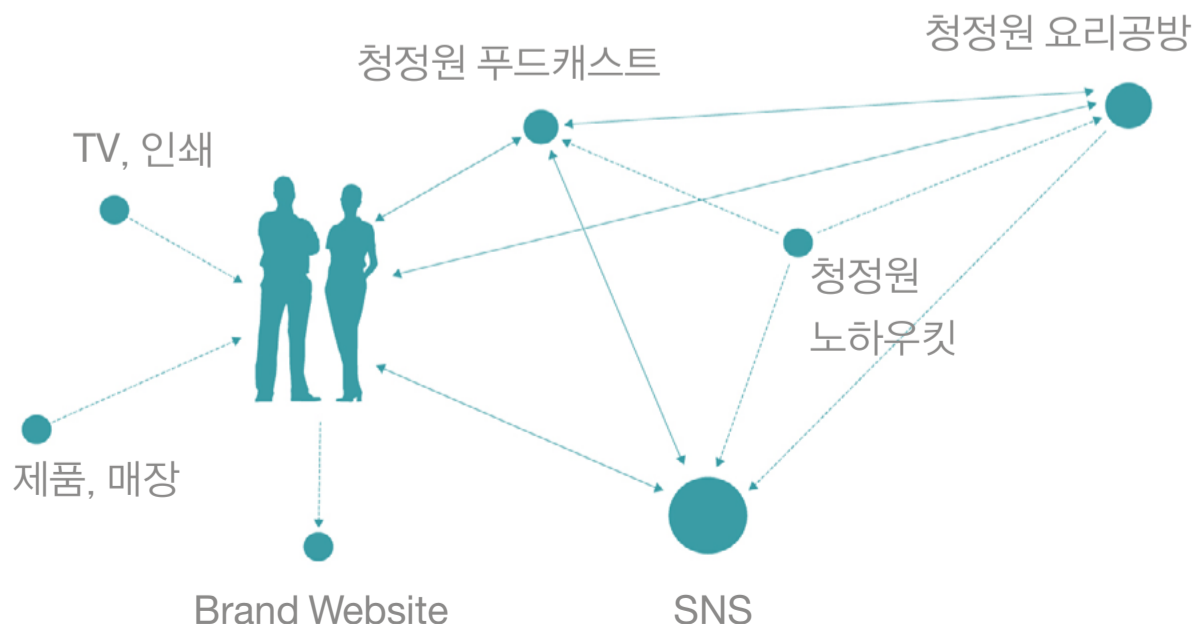 청정원 요리공방
청정원 푸드캐스트
TV, 인쇄
청정원
노하우킷
제품, 매장
Brand Website
SNS